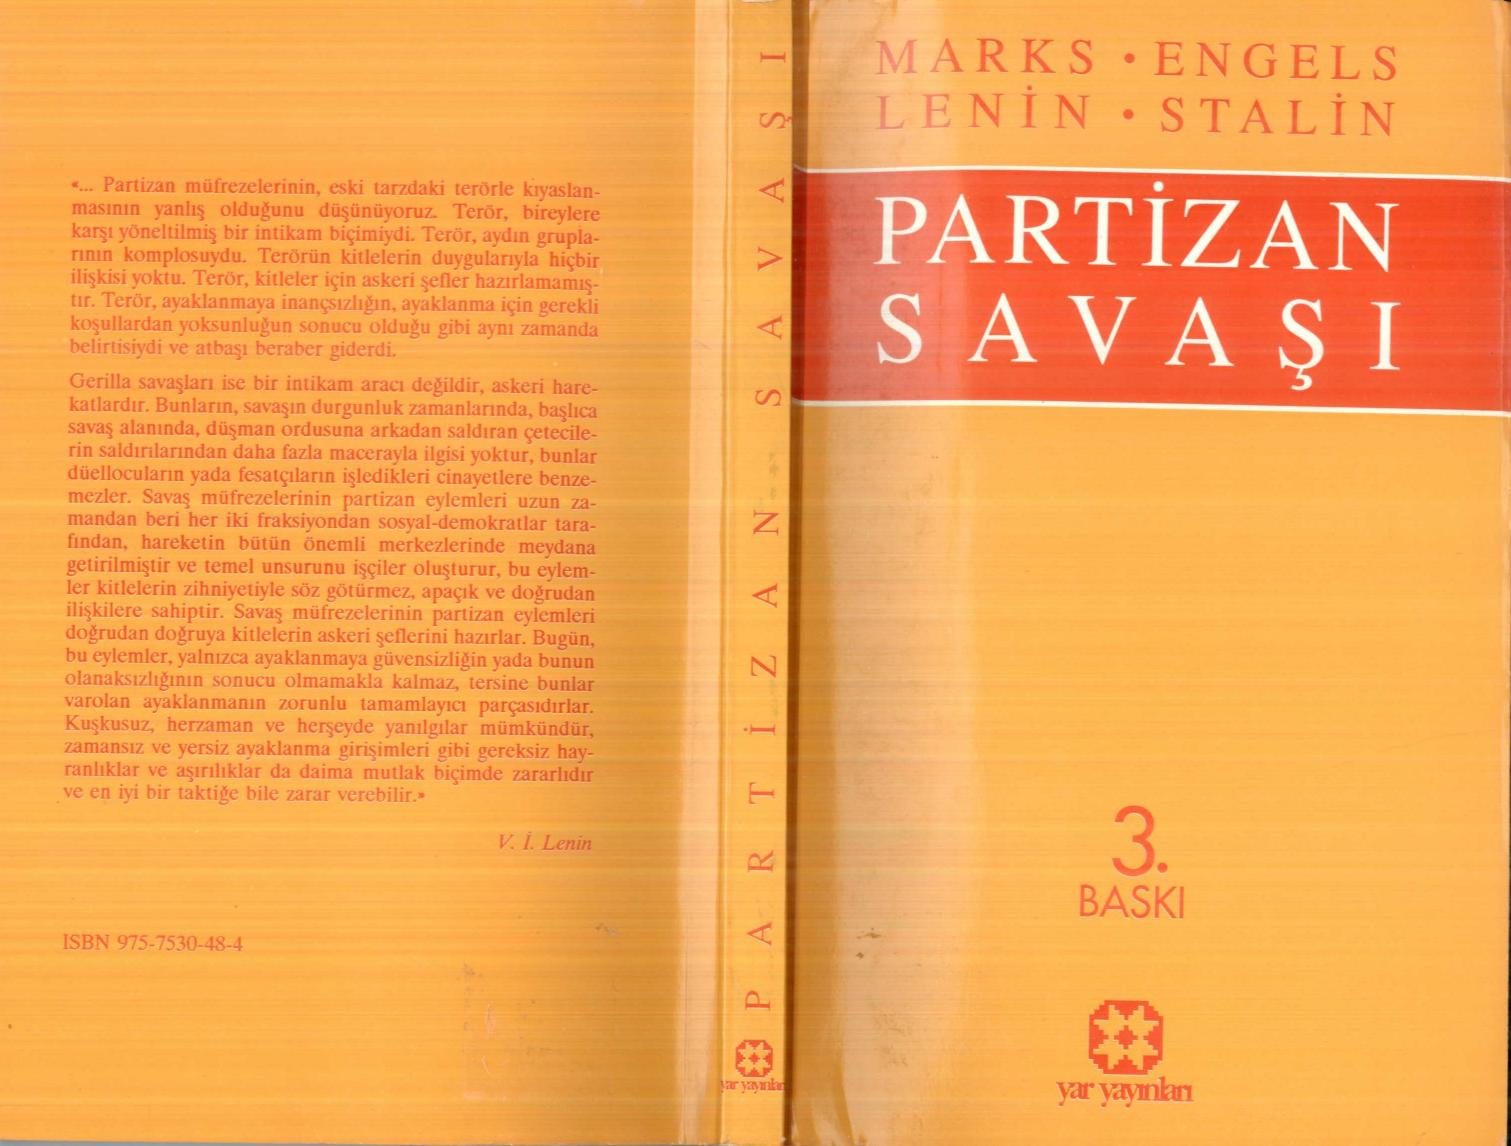 «... Partizan müfrezelerinin, eski tarzdaki terörle kıyaslan-
masının yanlış olduğunu düşünüyoruz. Terör, bireylere
karşı yöneltilmiş bir intikam biçimiydi. Terör, aydın grupla-
rının komplosuydu. Terörün kitlelerin duygularıyla hiçbir
ilişkisi yoktu. Terör, kitleler için askeri şefler hazırlamamış-
tır. Terör, ayaklanmaya inançsızlığın, ayaklanma için gerekli
koşullardan yoksunluğun sonucu olduğu gibi aynı zamanda
belirtisiydi ve atbaşı beraber giderdi.
Gerilla savaşları ise bir intikam aracı değildir, askeri hare-
katlardır. Bunların, savaşın durgunluk zamanlarında, başlıca
savaş alanında, düşman ordusuna arkadan saldıran çetecile-
rin saldırılarından daha fazla macerayla ilgisi yoktur, bunlar
düellocuların yada fesatçıların işledikleri cinayetlere benze-
mezler. Savaş müfrezelerinin partizan eylemleri uzun za-
mandan beri her iki fraksiyondan sosyal-demokratlar tara-
fından, hareketin bütün önemli merkezlerinde meydana
getirilmiştir ve temel unsurunu işçiler oluşturur, bu eylem-
ler kitlelerin zihniyetiyle söz götürmez, apaçık ve doğrudan
ilişkilere sahiptir. Savaş müfrezelerinin partizan eylemleri
doğrudan doğruya kitlelerin askeri şeflerini hazırlar. Bugün,
bu eylemler, yalnızca ayaklanmaya güvensizliğin yada bunun
olanaksızlığının sonucu olmamakla kalmaz, tersine bunlar
varolan ayaklanmanın zorunlu tamamlayıcı parçasıdırlar.
Kuşkusuz, herzaman ve herşeyde yanılgılar mümkündür,
zamansız ve yersiz ayaklanma girişimleri gibi gereksiz hay-
ranlıklar ve aşırılıklar da daima mutlak biçimde zararlıdır
ve en iyi bir taktiğe bile zarar verebilir.»
V. İ. Lenin
ISBN 975-7530-48-4
PARTİZAN SAVAŞI
yar yayınları
MARKS • ENGELS
LENİN • STALİN
PARTİZAN
SAVAŞI
3.
BASKI
yar yayınları